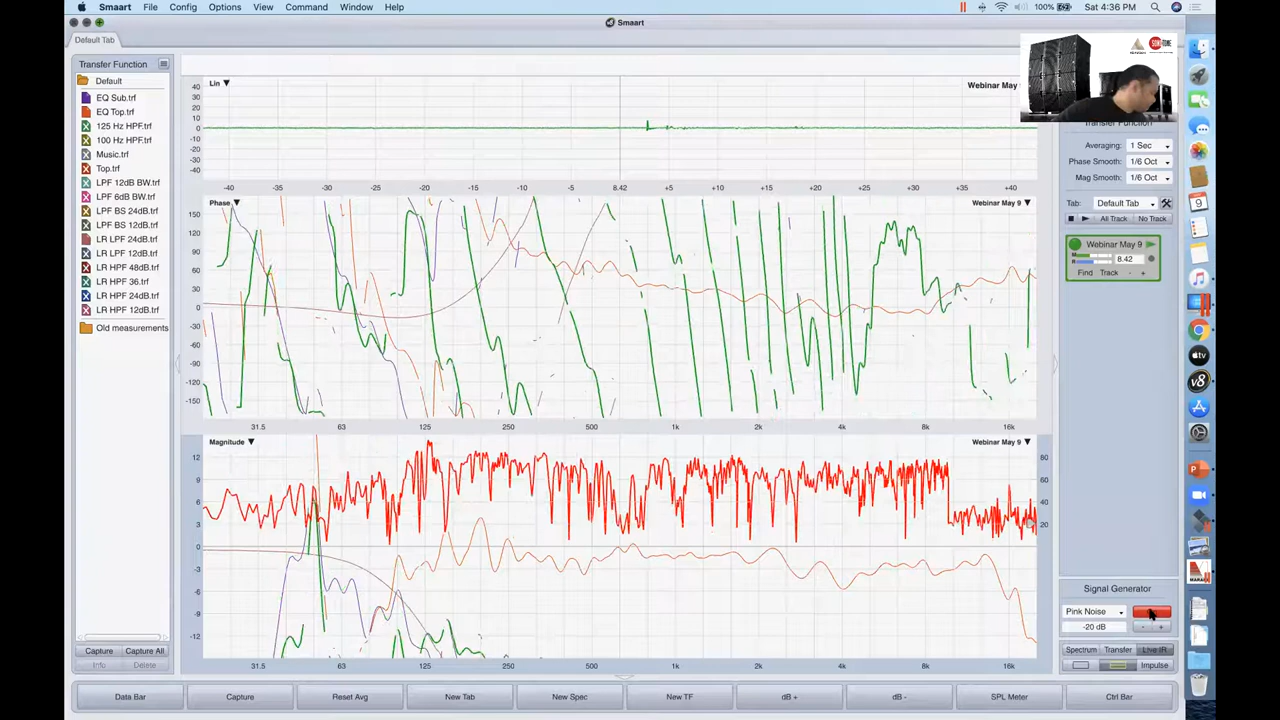 Smaart File Config Options View Command Window Help
100% Sat 4:36 PM
Smaart
Default Tab
Transfer Function
Default
EQ Sub.trf
EQ Top.trf
125 Hz HPF.trf
100 Hz HPF.trf
Music.trf
Top.trf
LPF 12dB BW.trf
LPF 6dB BW.trf
LPF BS 24dB.trf
LPF BS 12dB.trf
LR LPF 24dB.trf
LR LPF 12dB.trf
LR HPF 48dB.trf
LR HPF 36.trf
LR HPF 24dB.trf
LR HPF 12dB.trf
Old measurements
Capture Capture All
Info Delete
Lin
Webinar May 9
40
30
20
10
0
-10
-20
-30
-40
-40 -35 -30 -25 -20 -15 -10 -5 8.42 +5 +10 +15 +20 +25 +30 +35 +40
Phase
Webinar May 9
150
120
90
60
30
0
-30
-60
-90
-120
-150
31.5 63 125 250 500 1k 2k 4k 8k 16k
Magnitude
Webinar May 9
12
9
6
3
0
-3
-6
-9
-12
80
60
40
20
31.5 63 125 250 500 1k 2k 4k 8k 16k
Transfer Function
Averaging: 1 Sec
Phase Smooth: 1/6 Oct
Mag Smooth: 1/6 Oct
Tab: Default Tab
All Track No Track
Webinar May 9
M
R
8.42
Find Track - +
Signal Generator
Pink Noise
-20 dB - +
Spectrum Transfer Live IR
Impulse
Data Bar Capture Reset Avg New Tab New Spec New TF dB + dB - SPL Meter Ctrl Bar
tv
v8